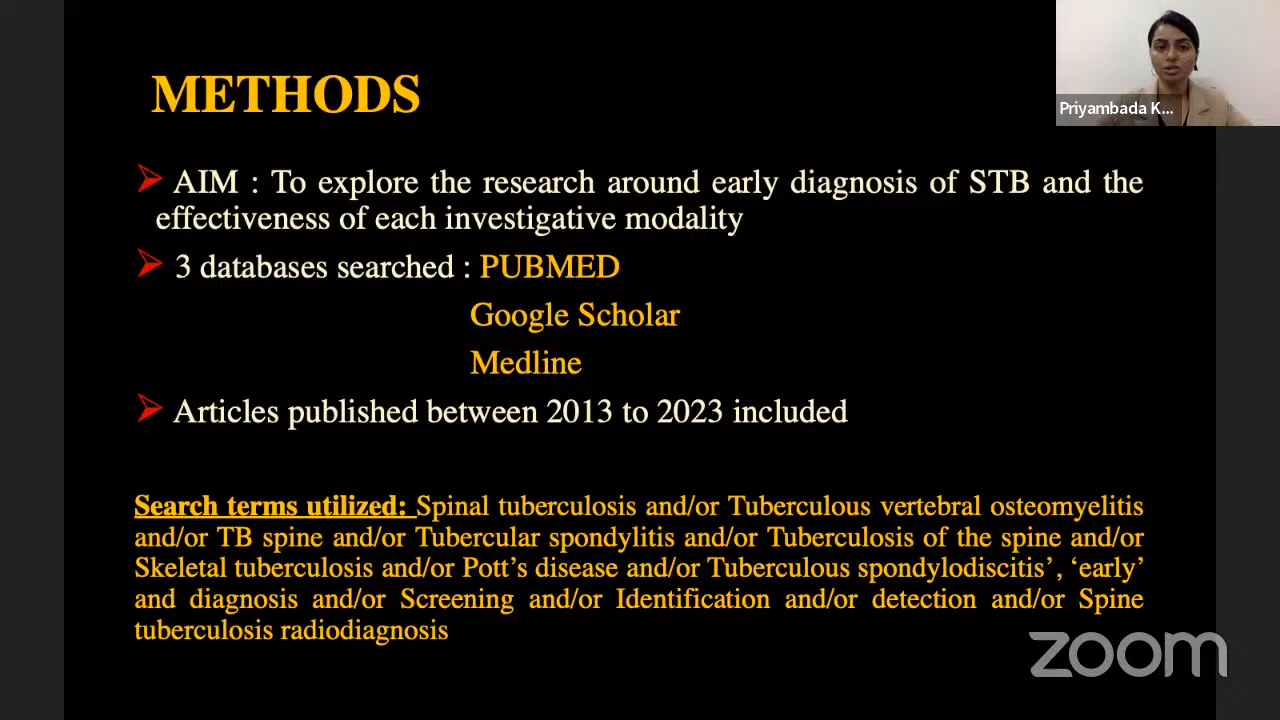 METHODS
Priyambada K...
➤ AIM : To explore the research around early diagnosis of STB and the
effectiveness of each investigative modality
➤ 3 databases searched : PUBMED
Google Scholar
Medline
➤ Articles published between 2013 to 2023 included
Search terms utilized: Spinal tuberculosis and/or Tuberculous vertebral osteomyelitis
and/or TB spine and/or Tubercular spondylitis and/or Tuberculosis of the spine and/or
Skeletal tuberculosis and/or Pott’s disease and/or Tuberculous spondylodiscitis’, ‘early’
and diagnosis and/or Screening and/or Identification and/or detection and/or Spine
tuberculosis radiodiagnosis
zoom